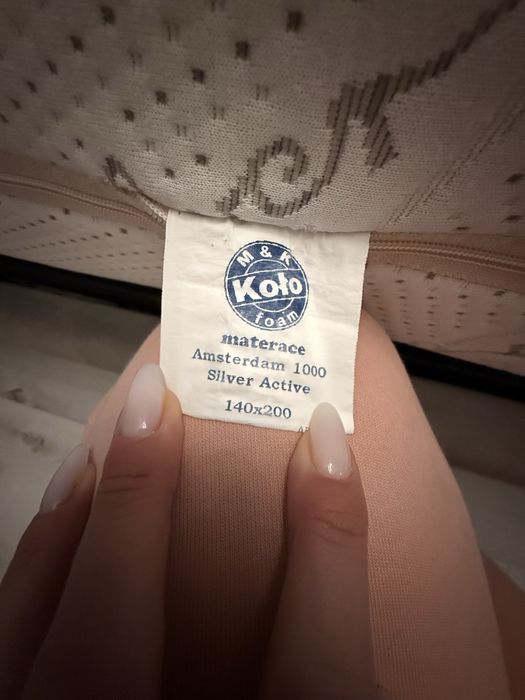 M & K
Koło
foam
materace
Amsterdam 1000
Silver Active
140x200